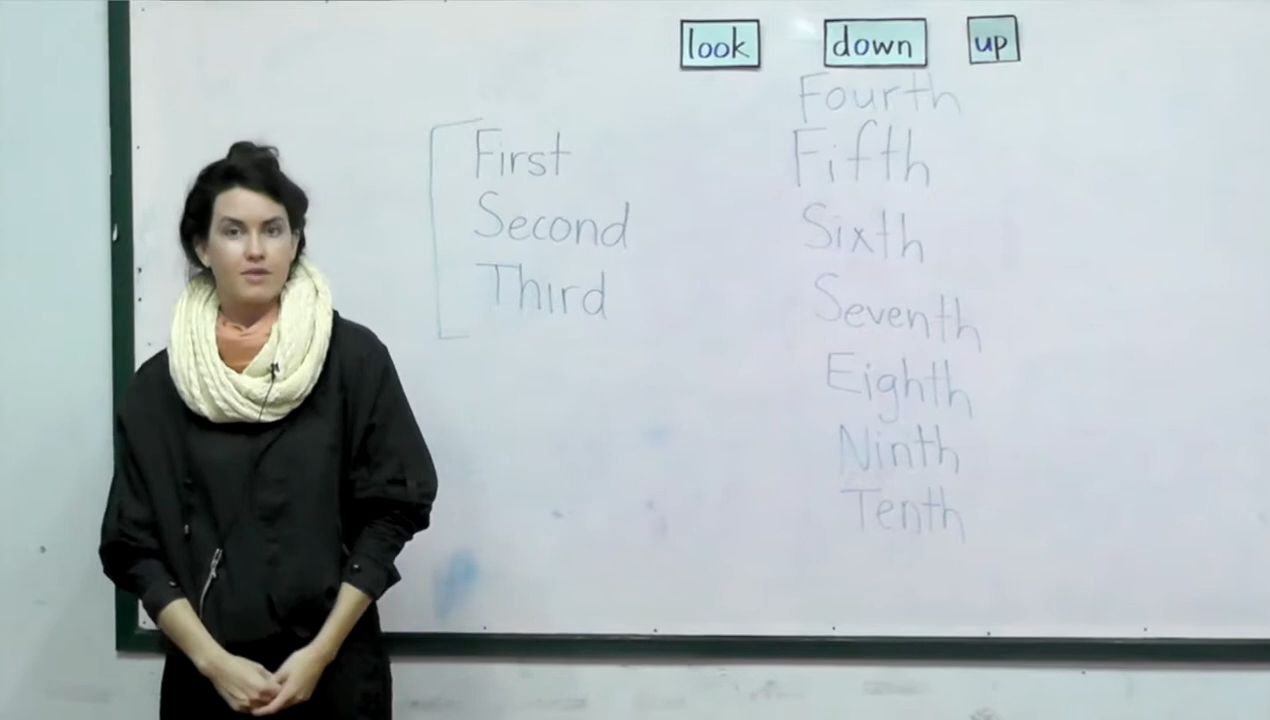 look down up
First
Second
Third
Fourth
Fifth
Sixth
Seventh
Eighth
Ninth
Tenth